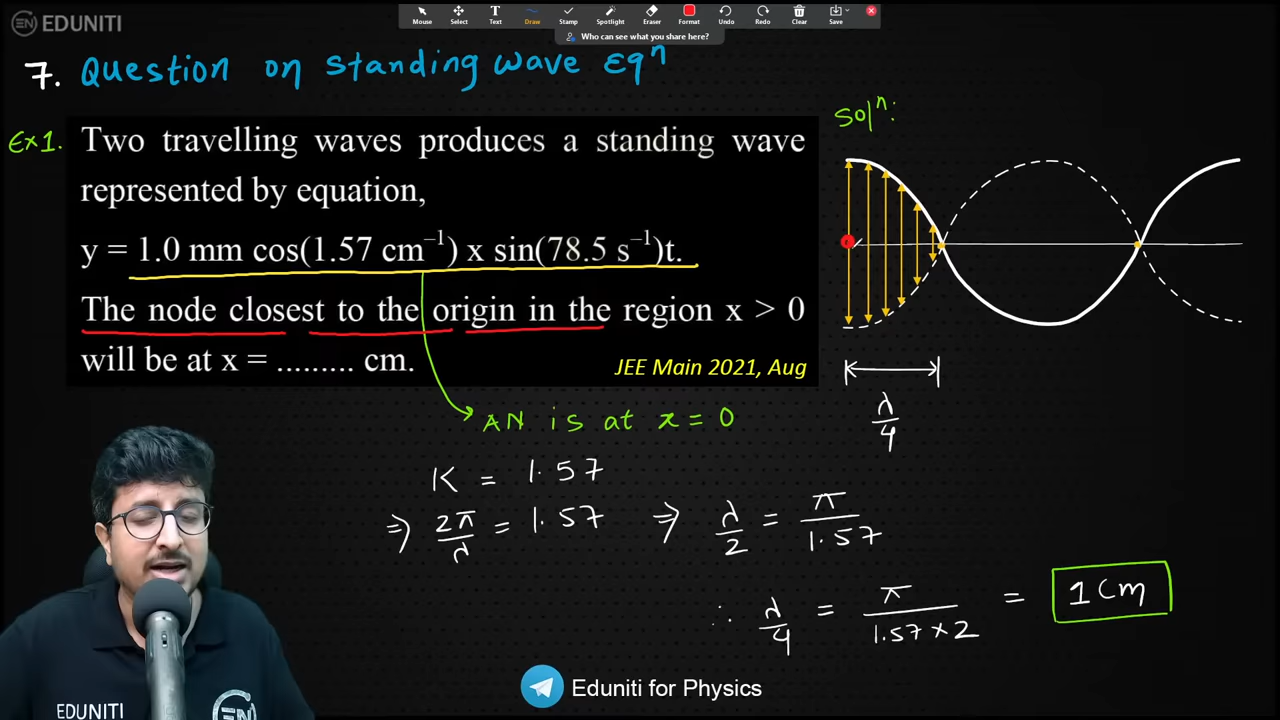 EDUNITI
Mouse Select Text Draw Stamp Spotlight Eraser Format Undo Redo Clear Save
Who can see what you share here?
7. Question on standing wave Eqⁿ
Ex1.
Two travelling waves produces a standing wave
represented by equation,
y = 1.0 mm cos(1.57 cm⁻¹) x sin(78.5 s⁻¹)t.
The node closest to the origin in the region x > 0
will be at x = ......... cm.
JEE Main 2021, Aug
Solⁿ:
λ/4
AN is at x = 0
K = 1.57
⇒ 2π/λ = 1.57 ⇒ λ/2 = π/1.57
∴ λ/4 = π/1.57×2 = 1 Cm
Eduniti for Physics
EDUNITI
EN